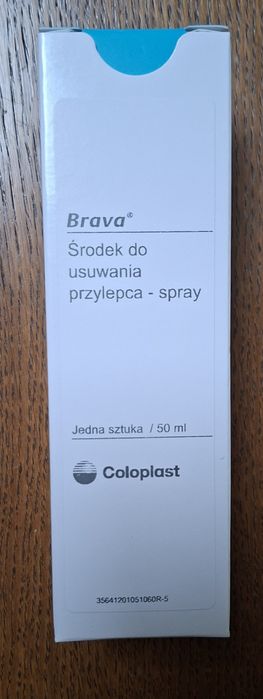 Brava®
Środek do
usuwania
przylepca - spray
Jedna sztuka / 50 ml
Coloplast
35641201051060R-5